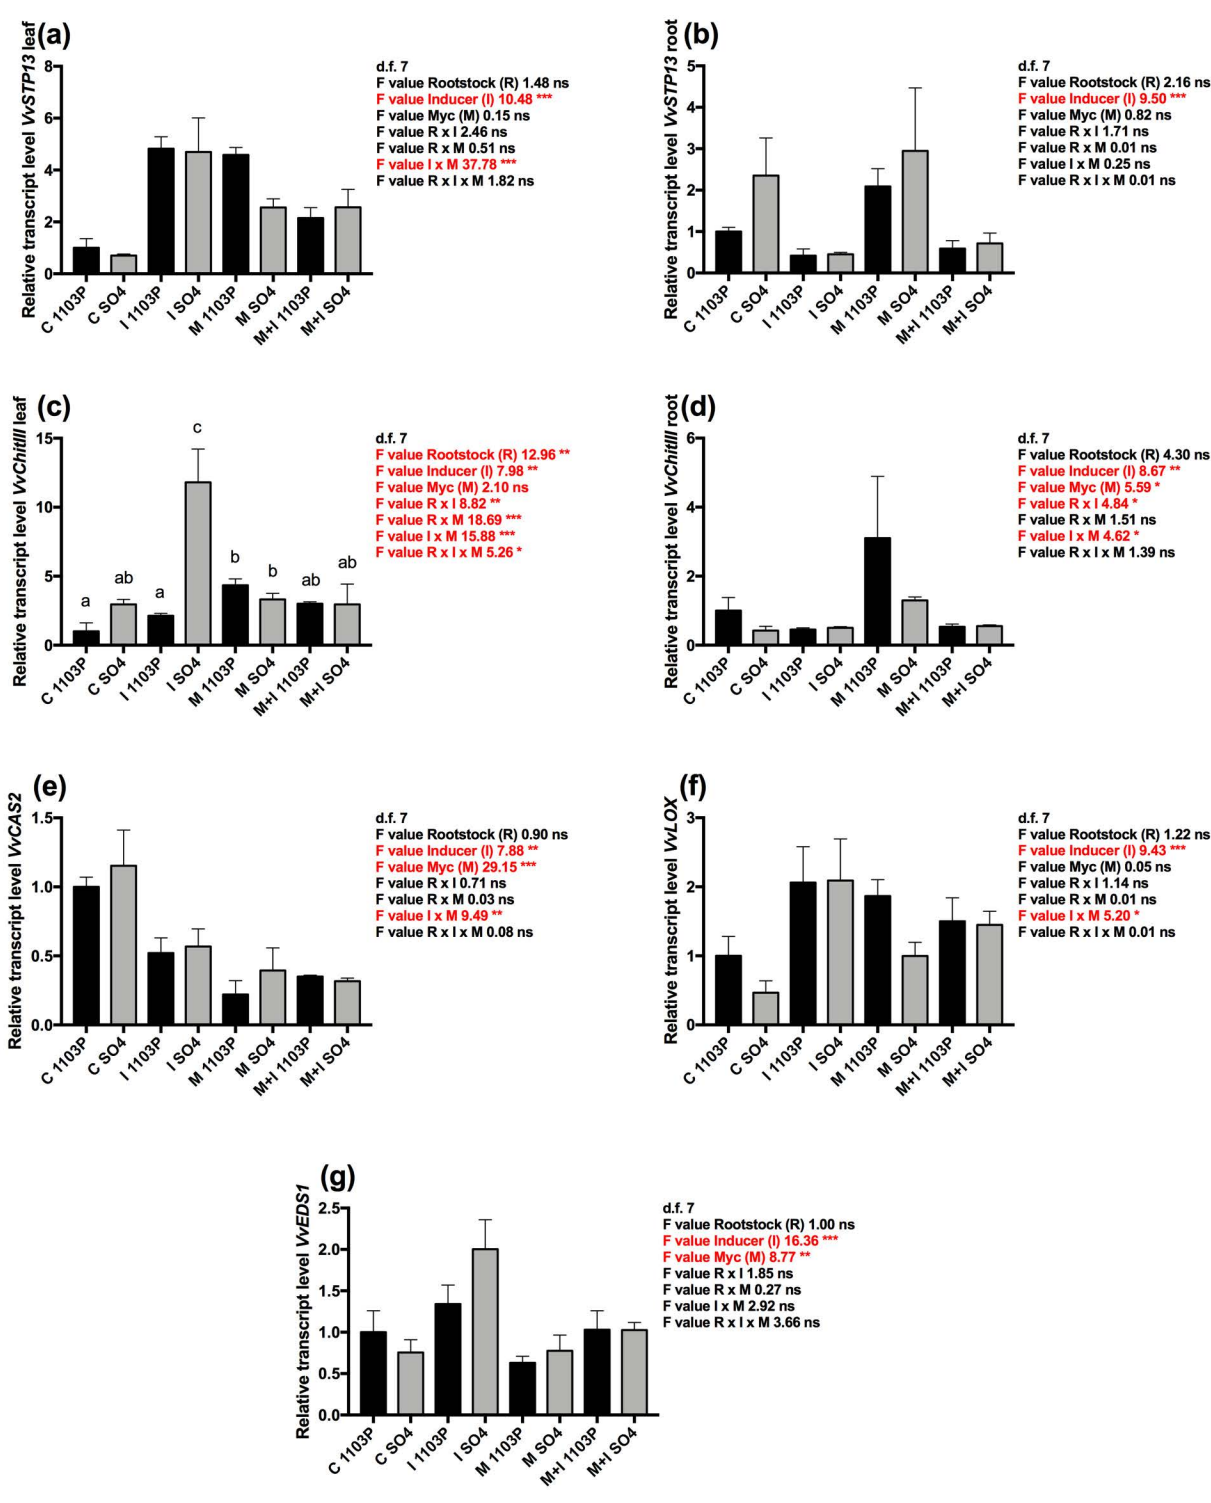 (a)
Relative transcript level VvSTP13 leaf
8
6
4
2
0
C 1103P
C SO4
I 1103P
I SO4
M 1103P
M SO4
M+I 1103P
M+I SO4
d.f. 7
F value Rootstock (R) 1.48 ns
F value Inducer (I) 10.48 ***
F value Myc (M) 0.15 ns
F value R x I 2.46 ns
F value R x M 0.51 ns
F value I x M 37.78 ***
F value R x I x M 1.82 ns
(b)
Relative transcript level VvSTP13 root
5
4
3
2
1
0
C 1103P
C SO4
I 1103P
I SO4
M 1103P
M SO4
M+I 1103P
M+I SO4
d.f. 7
F value Rootstock (R) 2.16 ns
F value Inducer (I) 9.50 ***
F value Myc (M) 0.82 ns
F value R x I 1.71 ns
F value R x M 0.01 ns
F value I x M 0.25 ns
F value R x I x M 0.01 ns
(c)
Relative transcript level VvChitIII leaf
15
10
5
0
a
ab
a
c
b
b
ab
ab
C 1103P
C SO4
I 1103P
I SO4
M 1103P
M SO4
M+I 1103P
M+I SO4
d.f. 7
F value Rootstock (R) 12.96 **
F value Inducer (I) 7.98 **
F value Myc (M) 2.10 ns
F value R x I 8.82 **
F value R x M 18.69 ***
F value I x M 15.88 ***
F value R x I x M 5.26 *
(d)
Relative transcript level VvChitIII root
6
4
2
0
C 1103P
C SO4
I 1103P
I SO4
M 1103P
M SO4
M+I 1103P
M+I SO4
d.f. 7
F value Rootstock (R) 4.30 ns
F value Inducer (I) 8.67 **
F value Myc (M) 5.59 *
F value R x I 4.84 *
F value R x M 1.51 ns
F value I x M 4.62 *
F value R x I x M 1.39 ns
(e)
Relative transcript level VvCAS2
1.5
1.0
0.5
0.0
C 1103P
C SO4
I 1103P
I SO4
M 1103P
M SO4
M+I 1103P
M+I SO4
d.f. 7
F value Rootstock (R) 0.90 ns
F value Inducer (I) 7.88 **
F value Myc (M) 29.15 ***
F value R x I 0.71 ns
F value R x M 0.03 ns
F value I x M 9.49 **
F value R x I x M 0.08 ns
(f)
Relative transcript level VvLOX
3
2
1
0
C 1103P
C SO4
I 1103P
I SO4
M 1103P
M SO4
M+I 1103P
M+I SO4
d.f. 7
F value Rootstock (R) 1.22 ns
F value Inducer (I) 9.43 ***
F value Myc (M) 0.05 ns
F value R x I 1.14 ns
F value R x M 0.01 ns
F value I x M 5.20 *
F value R x I x M 0.01 ns
(g)
Relative transcript level VvEDS1
2.5
2.0
1.5
1.0
0.5
0.0
C 1103P
C SO4
I 1103P
I SO4
M 1103P
M SO4
M+I 1103P
M+I SO4
d.f. 7
F value Rootstock (R) 1.00 ns
F value Inducer (I) 16.36 ***
F value Myc (M) 8.77 **
F value R x I 1.85 ns
F value R x M 0.27 ns
F value I x M 2.92 ns
F value R x I x M 3.66 ns